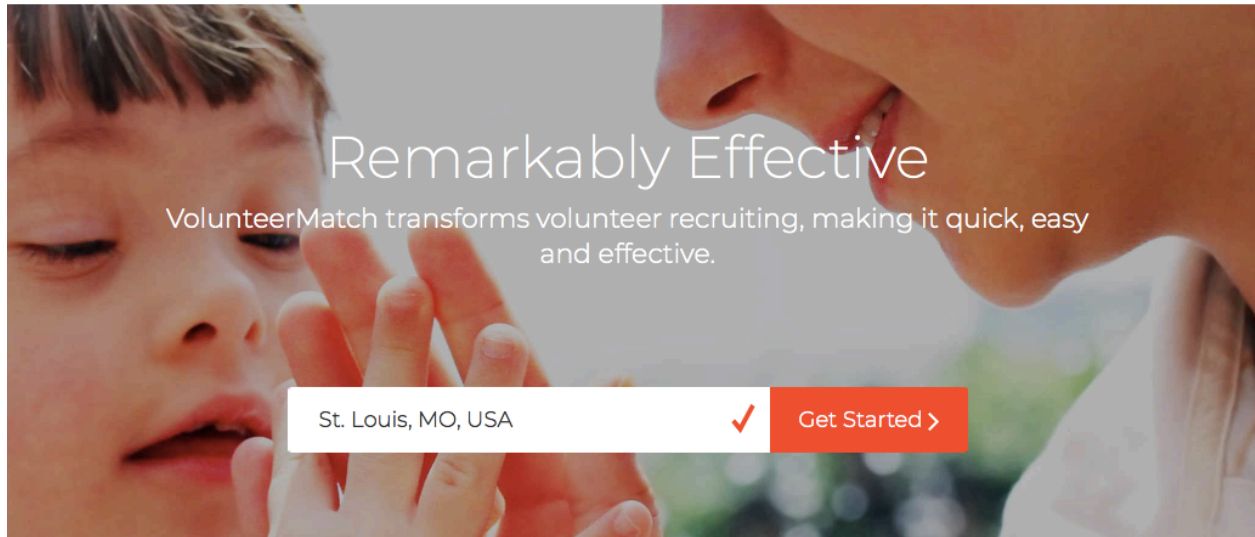 Remarkably Effective
VolunteerMatch transforms volunteer recruiting, making it quick, easy
and effective.
St. Louis, MO, USA
Get Started